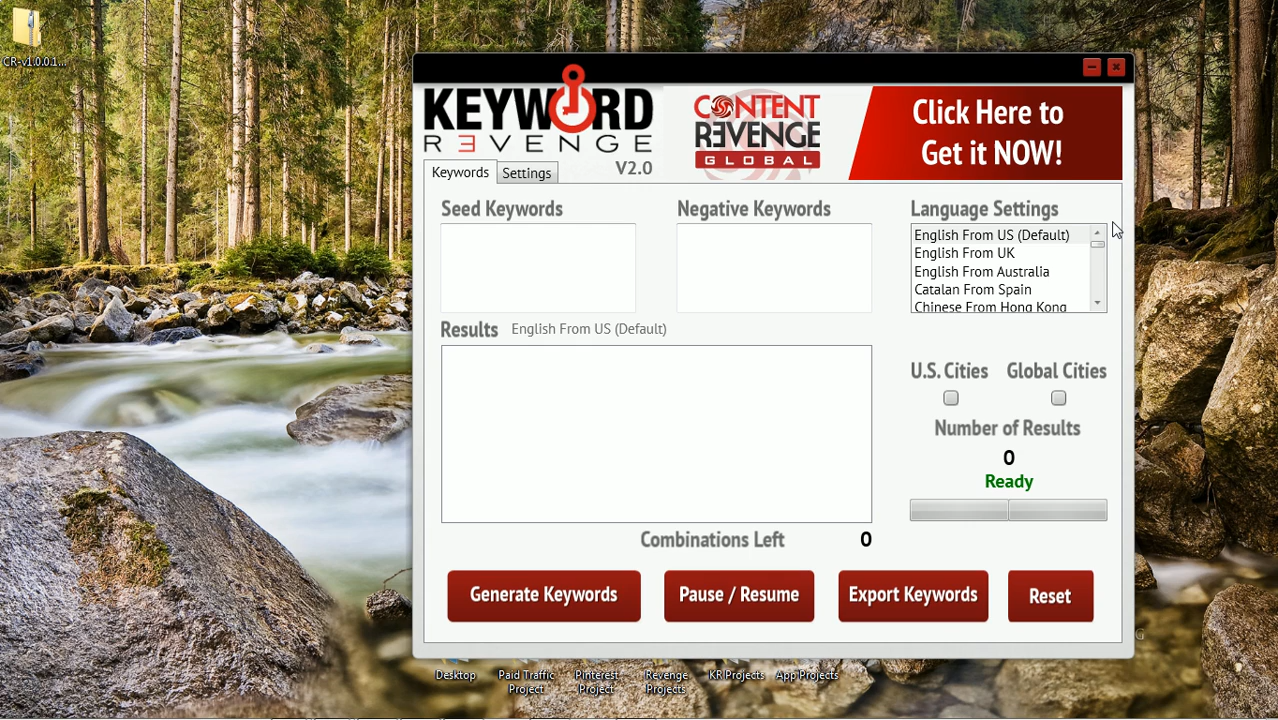 CR-v1.0.0.1...
KEYWORD
REVENGE
V2.0
CONTENT
REVENGE
GLOBAL
Click Here to
Get it NOW!
Keywords
Settings
Seed Keywords
Negative Keywords
Language Settings
English From US (Default)
English From UK
English From Australia
Catalan From Spain
Chinese From Hong Kong
Results
English From US (Default)
U.S. Cities
Global Cities
Number of Results
0
Ready
Combinations Left
0
Generate Keywords
Pause / Resume
Export Keywords
Reset
Desktop
Paid Traffic Project
Pinterest Project
Revenge Projects
KR Projects
App Projects